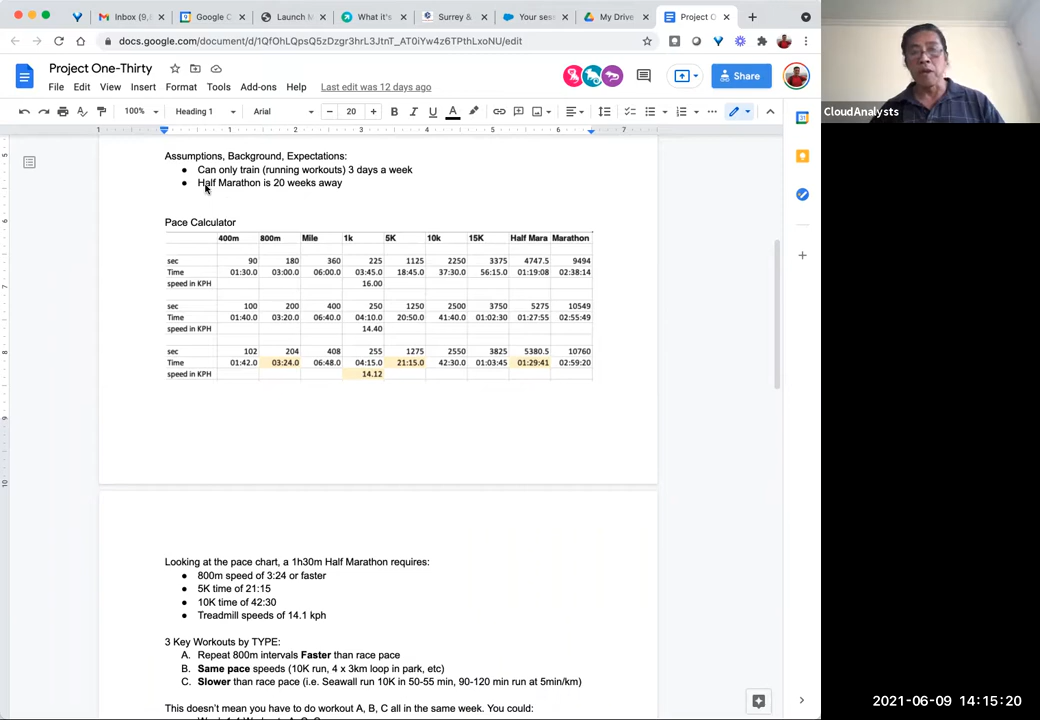 Inbox (9,
Google C
Launch M
What it's
Surrey &
Your ses
My Drive
Project O
docs.google.com/document/d/1QfOhLQpsQ5zDzgr3hrL3JtnT_AT0iYw4z6TPthLxoNU/edit
Project One-Thirty
File Edit View Insert Format Tools Add-ons Help Last edit was 12 days ago
Share
100% Heading 1 Arial 20 B I U A
1 1 2 3 4 5 6 7
Assumptions, Background, Expectations:
● Can only train (running workouts) 3 days a week
● Half Marathon is 20 weeks away
Pace Calculator
400m 800m Mile 1k 5K 10k 15K Half Mara Marathon
sec 90 180 360 225 1125 2250 3375 4747.5 9494
Time 01:30.0 03:00.0 06:00.0 03:45.0 18:45.0 37:30.0 56:15.0 01:19:08 02:38:14
speed in KPH 16.00
sec 100 200 400 250 1250 2500 3750 5275 10549
Time 01:40.0 03:20.0 06:40.0 04:10.0 20:50.0 41:40.0 01:02:30 01:27:55 02:55:49
speed in KPH 14.40
sec 102 204 408 255 1275 2550 3825 5380.5 10760
Time 01:42.0 03:24.0 06:48.0 04:15.0 21:15.0 42:30.0 01:03:45 01:29:41 02:59:20
speed in KPH 14.12
Looking at the pace chart, a 1h30m Half Marathon requires:
● 800m speed of 3:24 or faster
● 5K time of 21:15
● 10K time of 42:30
● Treadmill speeds of 14.1 kph
3 Key Workouts by TYPE:
A. Repeat 800m intervals Faster than race pace
B. Same pace speeds (10K run, 4 x 3km loop in park, etc)
C. Slower than race pace (i.e. Seawall run 10K in 50-55 min, 90-120 min run at 5min/km)
This doesn't mean you have to do workout A, B, C all in the same week. You could:
CloudAnalysts
2021-06-09 14:15:20